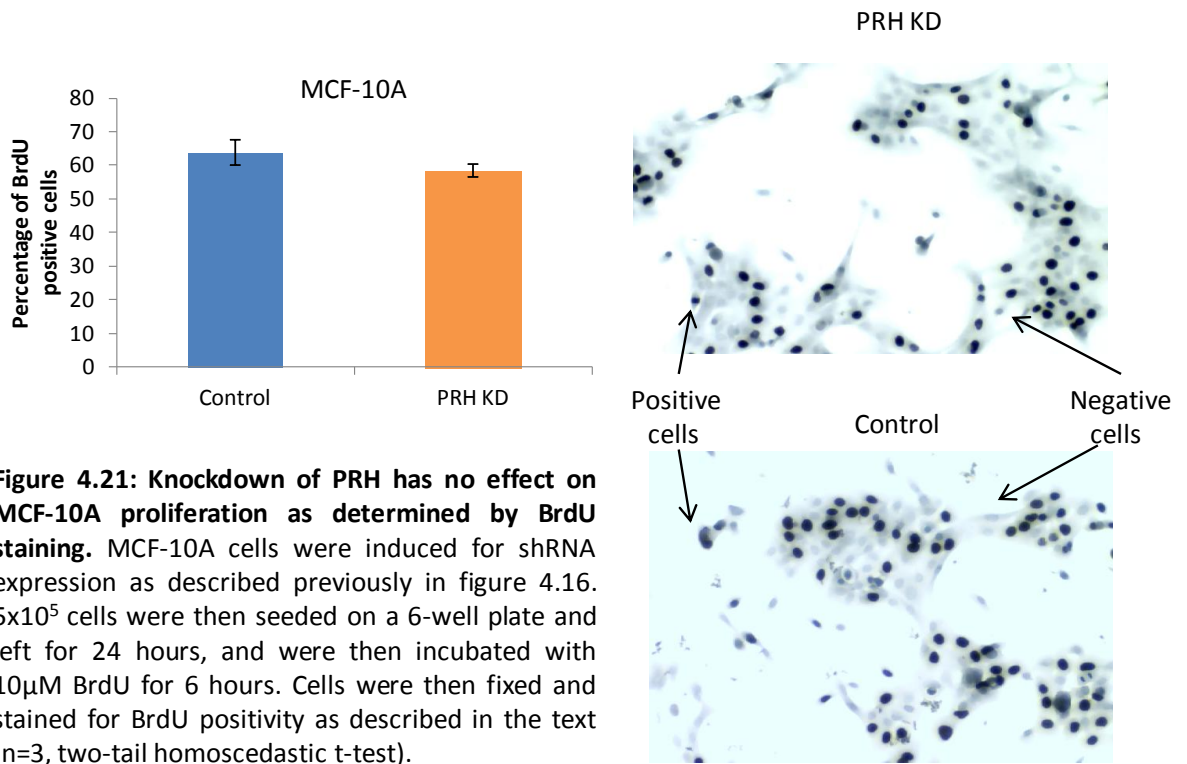 PRH KD
MCF-10A
Percentage of BrdU
positive cells
80
70
60
50
40
30
20
10
0
Control
PRH KD
Positive
cells
Negative
cells
Control
Figure 4.21: Knockdown of PRH has no effect on
MCF-10A proliferation as determined by BrdU
staining. MCF-10A cells were induced for shRNA
expression as described previously in figure 4.16.
5x10⁵ cells were then seeded on a 6-well plate and
left for 24 hours, and were then incubated with
10µM BrdU for 6 hours. Cells were then fixed and
stained for BrdU positivity as described in the text
(n=3, two-tail homoscedastic t-test).